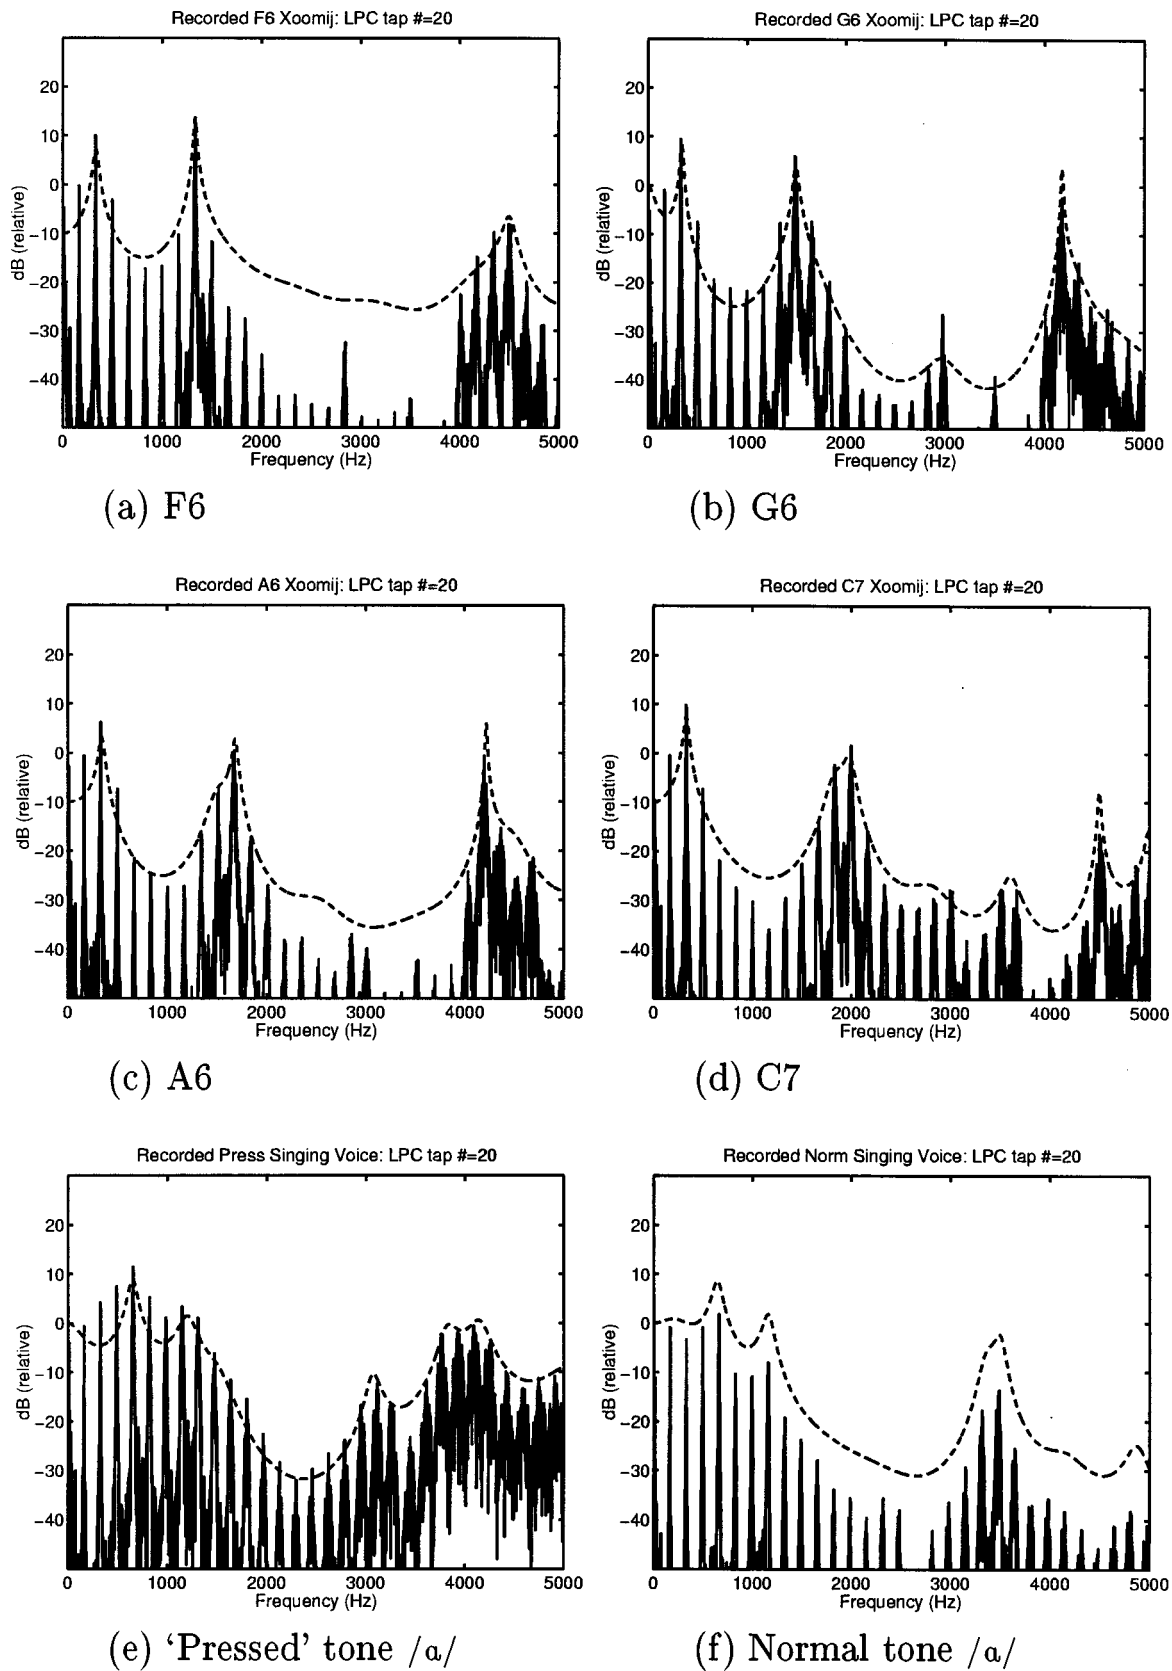 Recorded F6 Xoomij: LPC tap #=20
dB (relative)
20
10
0
−10
−20
−30
−40
0 1000 2000 3000 4000 5000
Frequency (Hz)
(a) F6
Recorded G6 Xoomij: LPC tap #=20
dB (relative)
20
10
0
−10
−20
−30
−40
0 1000 2000 3000 4000 5000
Frequency (Hz)
(b) G6
Recorded A6 Xoomij: LPC tap #=20
dB (relative)
20
10
0
−10
−20
−30
−40
0 1000 2000 3000 4000 5000
Frequency (Hz)
(c) A6
Recorded C7 Xoomij: LPC tap #=20
dB (relative)
20
10
0
−10
−20
−30
−40
0 1000 2000 3000 4000 5000
Frequency (Hz)
(d) C7
Recorded Press Singing Voice: LPC tap #=20
dB (relative)
20
10
0
−10
−20
−30
−40
0 1000 2000 3000 4000 5000
Frequency (Hz)
(e) ‘Pressed’ tone /a/
Recorded Norm Singing Voice: LPC tap #=20
dB (relative)
20
10
0
−10
−20
−30
−40
0 1000 2000 3000 4000 5000
Frequency (Hz)
(f) Normal tone /a/